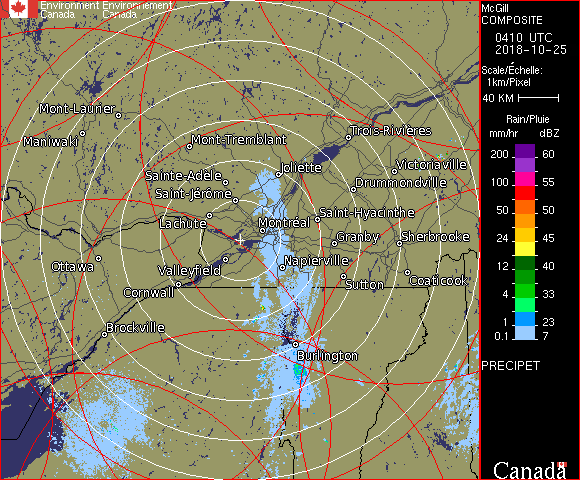 Environment Environnement
Canada Canada
McGill
COMPOSITE
0410 UTC
2018-10-25
Scale/Échelle:
1km/Pixel
40 KM
Rain/Pluie
mm/hr dBZ
200 60
100 55
50 50
24 45
12 40
4 33
1 23
0.1 7
PRECIPET
Canada
Mont-Laurier
Maniwaki
Mont-Tremblant
Trois-Rivières
Sainte-Adèle
Joliette
Victoriaville
Saint-Jérôme
Drummondville
Lachute
Montréal
Saint-Hyacinthe
Granby
Sherbrooke
Ottawa
Valleyfield
Napierville
Cornwall
Sutton
Coaticook
Brockville
Burlington